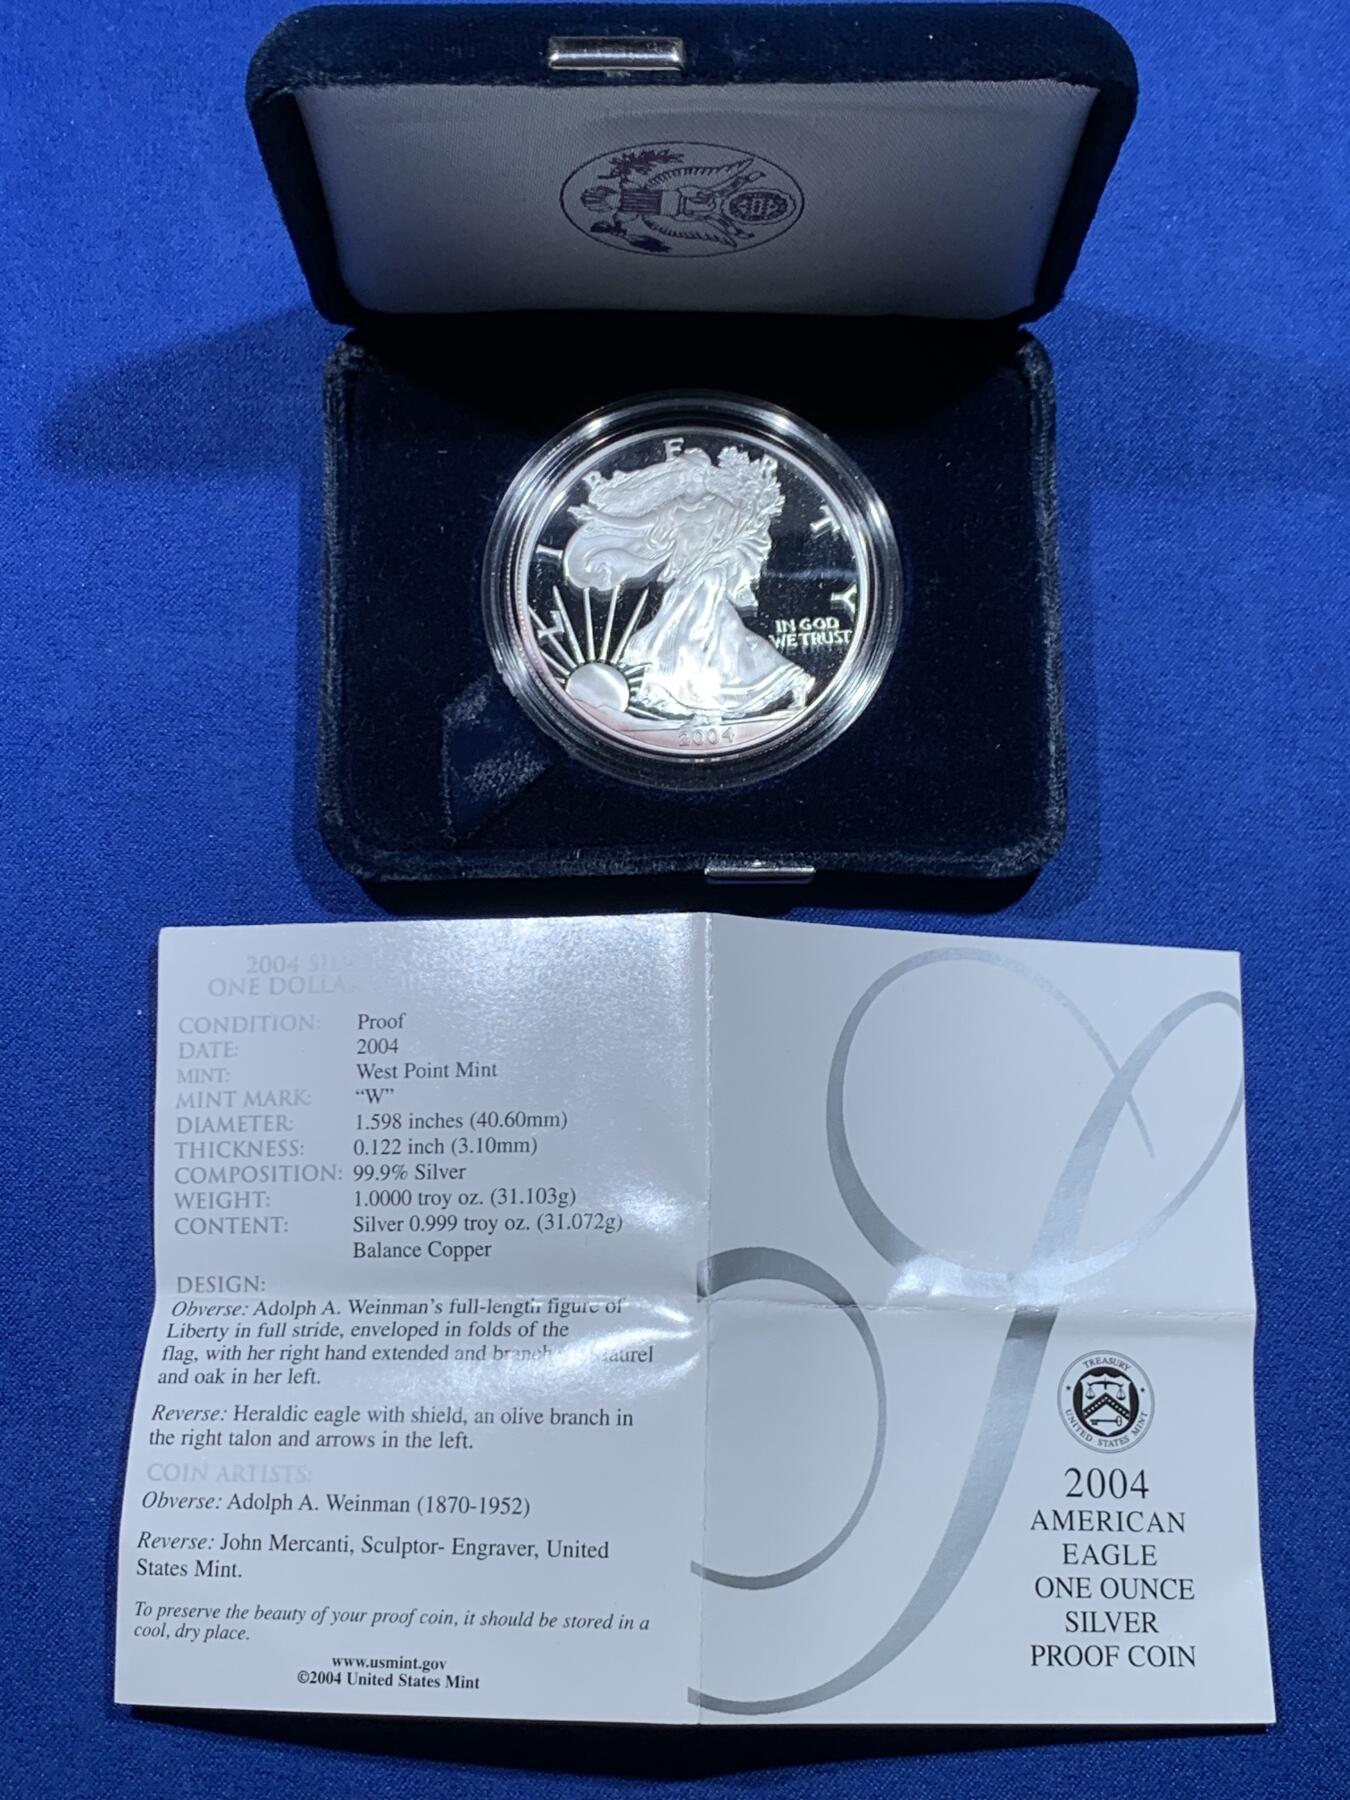 LIBERTY
IN GOD
WE TRUST
2004
2004
ONE DOLLAR
CONDITION: Proof
DATE: 2004
MINT: West Point Mint
MINT MARK: “W”
DIAMETER: 1.598 inches (40.60mm)
THICKNESS: 0.122 inch (3.10mm)
COMPOSITION: 99.9% Silver
WEIGHT: 1.0000 troy oz. (31.103g)
CONTENT: Silver 0.999 troy oz. (31.072g)
Balance Copper
DESIGN:
Obverse: Adolph A. Weinman’s full-length figure of
Liberty in full stride, enveloped in folds of the
flag, with her right hand extended and laurel
and oak in her left.
Reverse: Heraldic eagle with shield, an olive branch in
the right talon and arrows in the left.
COIN ARTISTS:
Obverse: Adolph A. Weinman (1870-1952)
Reverse: John Mercanti, Sculptor- Engraver, United
States Mint.
To preserve the beauty of your proof coin, it should be stored in a
cool, dry place.
www.usmint.gov
©2004 United States Mint
TREASURY
UNITED STATES MINT
2004
AMERICAN
EAGLE
ONE OUNCE
SILVER
PROOF COIN